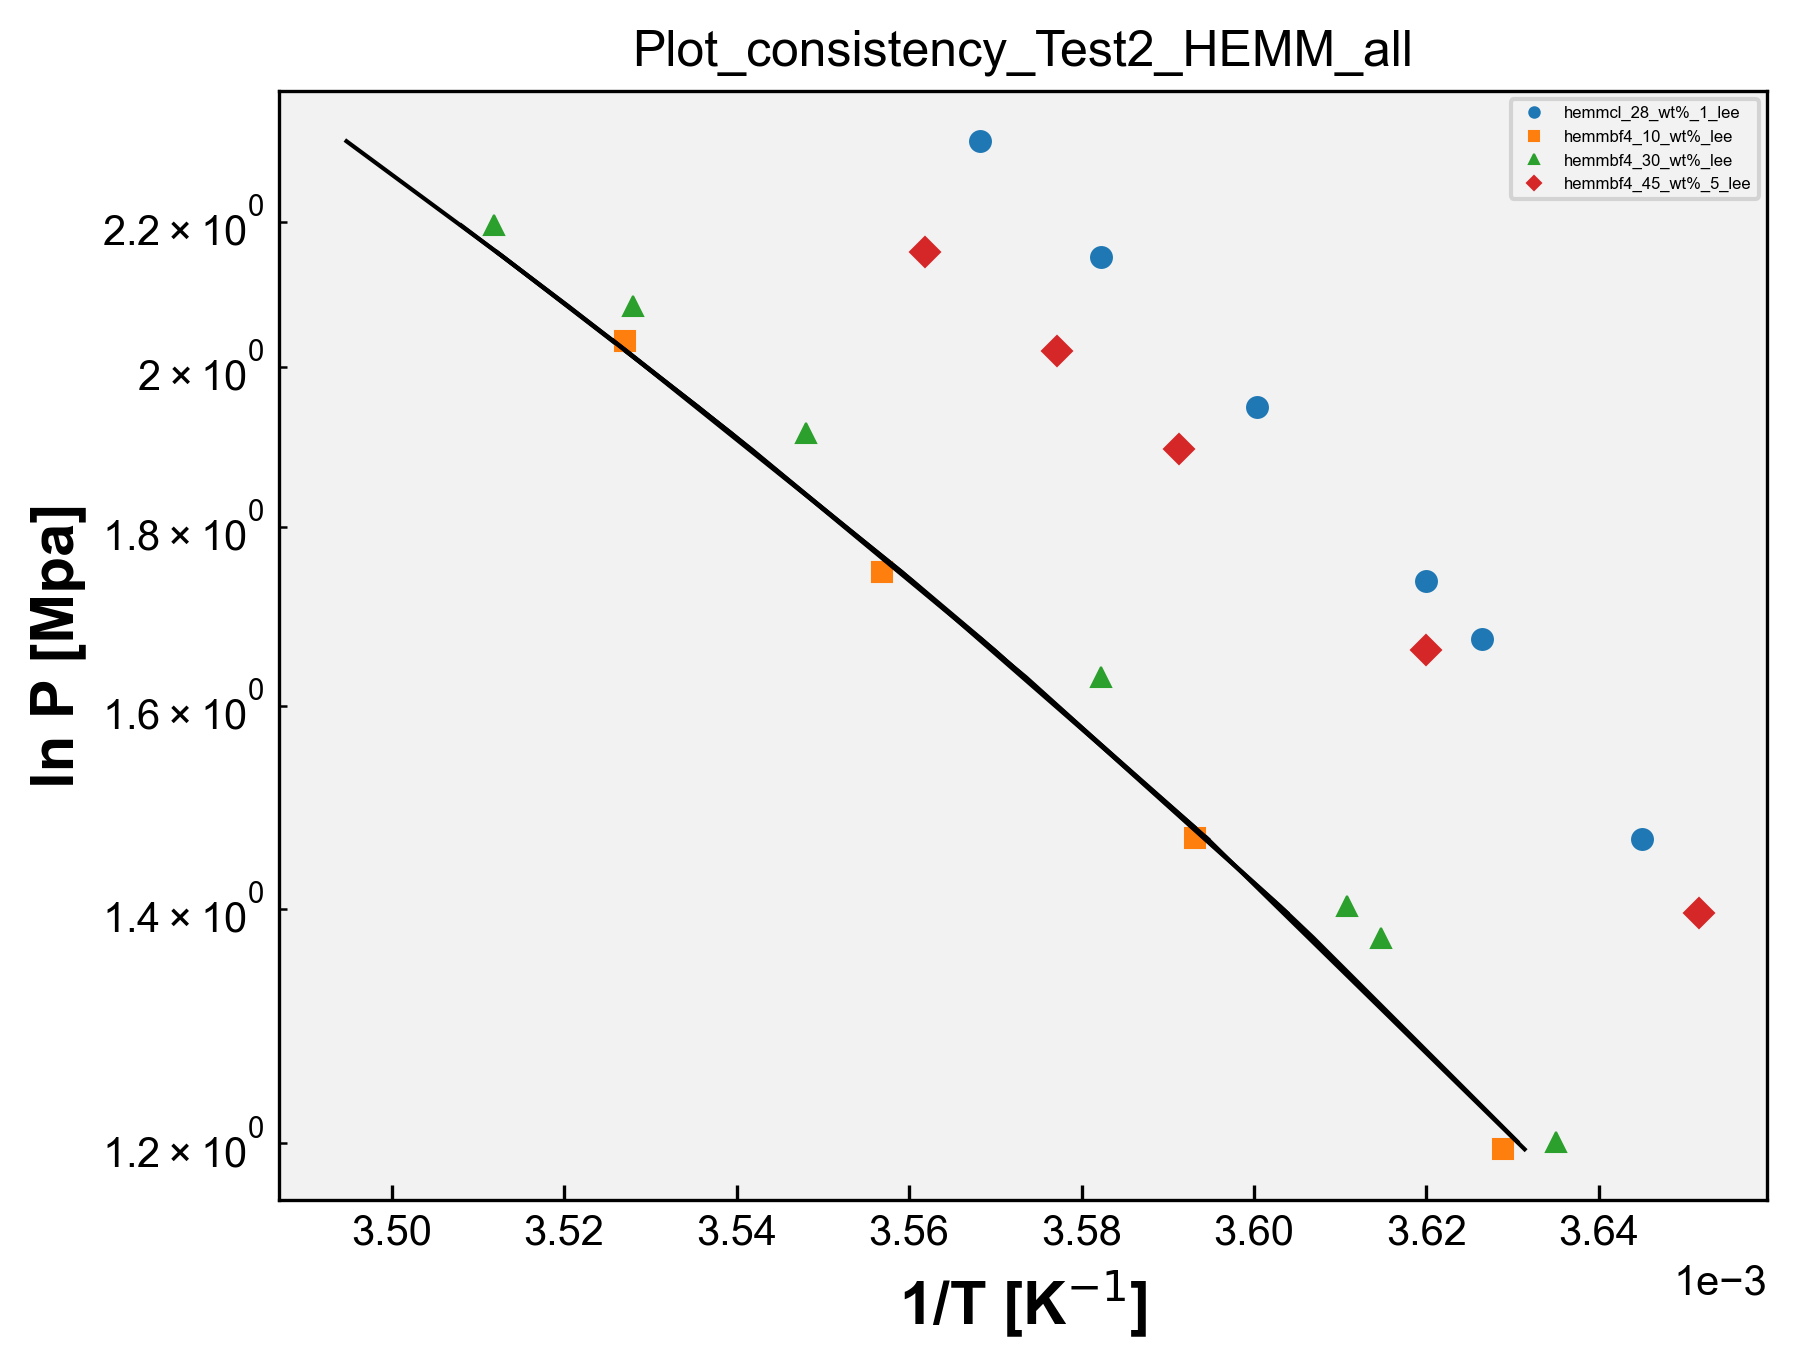 Plot_consistency_Test2_HEMM_all
hemmcl_28_wt%_1_lee
hemmbf4_10_wt%_lee
hemmbf4_30_wt%_lee
hemmbf4_45_wt%_5_lee
2.2 × 10⁰
2 × 10⁰
1.8 × 10⁰
1.6 × 10⁰
1.4 × 10⁰
1.2 × 10⁰
ln P [Mpa]
3.50 3.52 3.54 3.56 3.58 3.60 3.62 3.64
1e−3
1/T [K⁻¹]